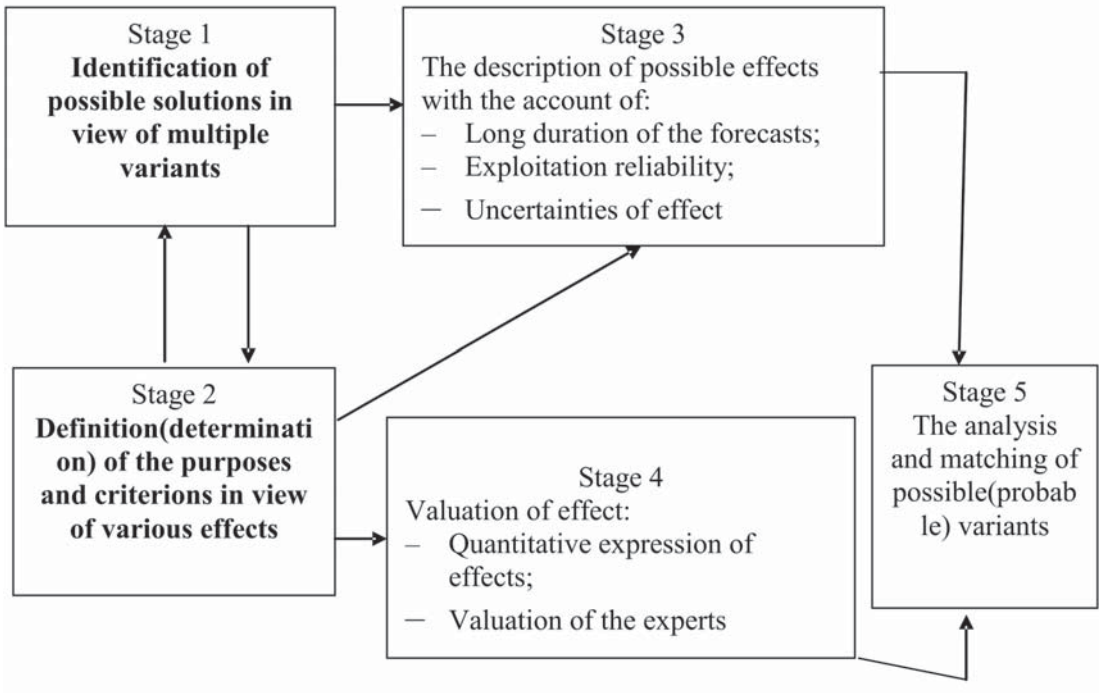 Stage 1
Identification of
possible solutions in
view of multiple
variants
Stage 3
The description of possible effects
with the account of:
– Long duration of the forecasts;
– Exploitation reliability;
– Uncertainties of effect
Stage 2
Definition(determinati
on) of the purposes
and criterions in view
of various effects
Stage 4
Valuation of effect:
– Quantitative expression of
effects;
– Valuation of the experts
Stage 5
The analysis
and matching of
possible(probab
le) variants